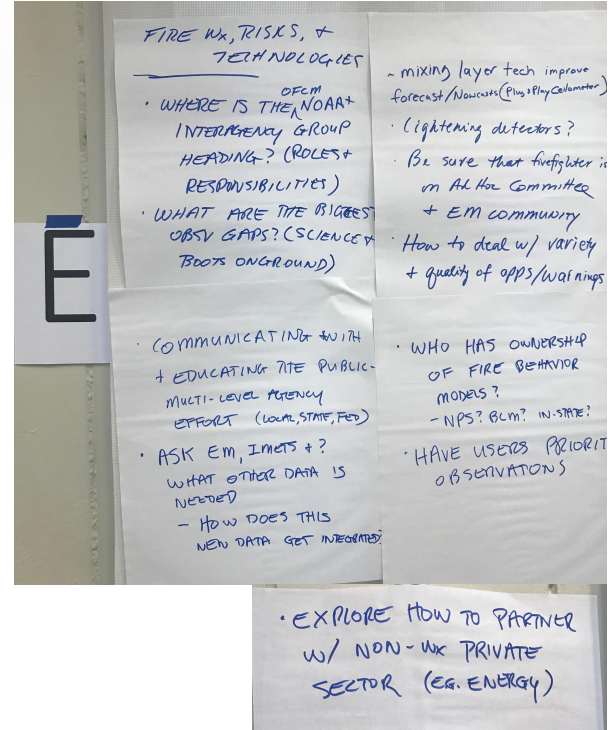 FIRE Wx, RISKS, +
TECHNOLOGIES
• WHERE IS THE OFCM NOAA+
INTERAGENCY GROUP
HEADING? (ROLES +
RESPONSIBILITIES)
• WHAT ARE THE BIGGEST
OBSV GAPS? (SCIENCE +
BOOTS ONGROUND)
~ mixing layer tech improve
forecast/Nowcasts (Plug & Play Ceilometer)
• Lightening detectors?
• Be sure that firefighter is
on Ad Hoc Committee
+ EM community
• How to deal w/ variety
+ quality of opps/warnings
E
• COMMUNICATING WITH
+ EDUCATING THE PUBLIC -
MULTI-LEVEL AGENCY
EFFORT (LOCAL, STATE, FED)
• ASK EM, IMETS + ?
WHAT OTHER DATA IS
NEEDED
- HOW DOES THIS
NEW DATA GET INTEGRATED?
• WHO HAS OWNERSHIP
OF FIRE BEHAVIOR
MODELS?
- NPS? BLM? IN-STATE?
• HAVE USERS PRIORIT
OBSERVATONS
• EXPLORE HOW TO PARTNER
W/ NON-WX PRIVATE
SECTOR (EG. ENERGY)